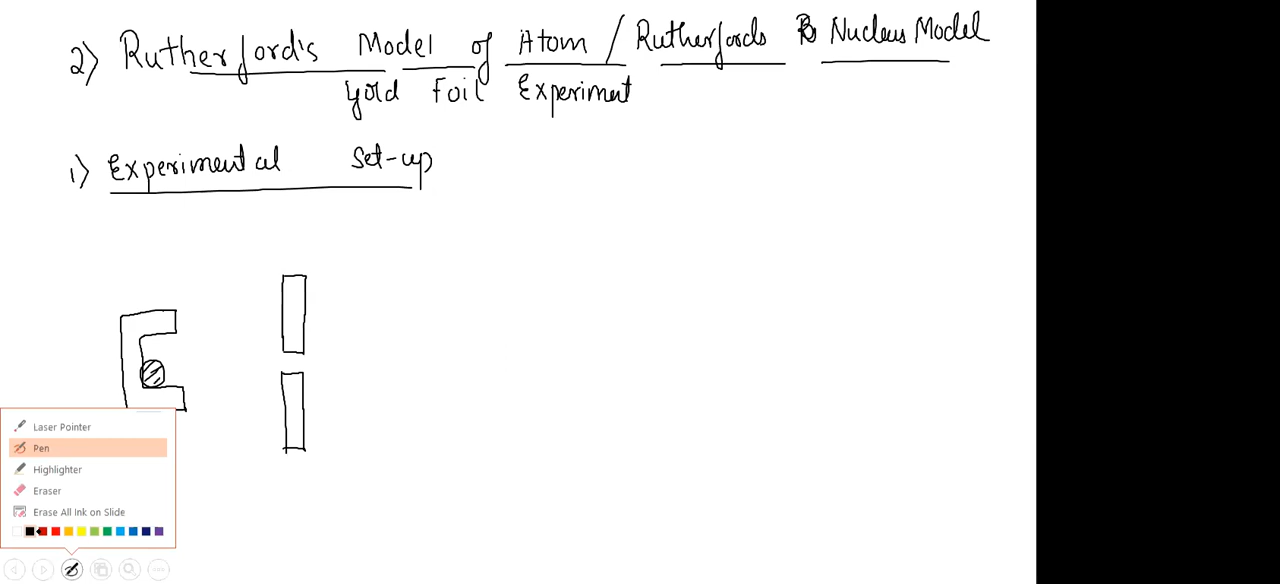 2) Rutherford's Model of Atom / Rutherfords Nucleus Model
Gold Foil Experiment
1) Experimental Set-up
Laser Pointer
Pen
Highlighter
Eraser
Erase All Ink on Slide